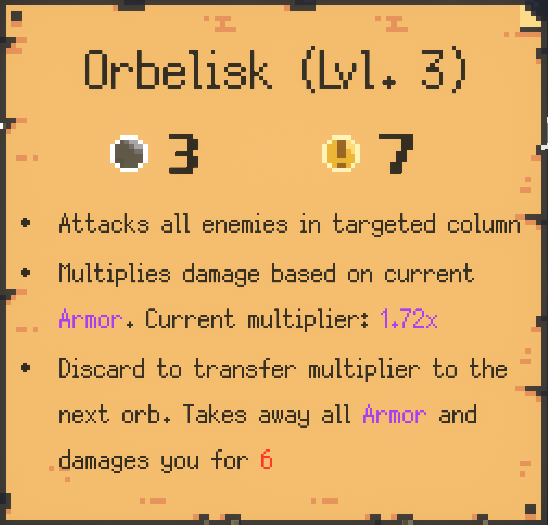 Orbelisk (Lvl. 3)
3 7
• Attacks all enemies in targeted column
• Multiplies damage based on current
Armor. Current multiplier: 1.72x
• Discard to transfer multiplier to the
next orb. Takes away all Armor and
damages you for 6